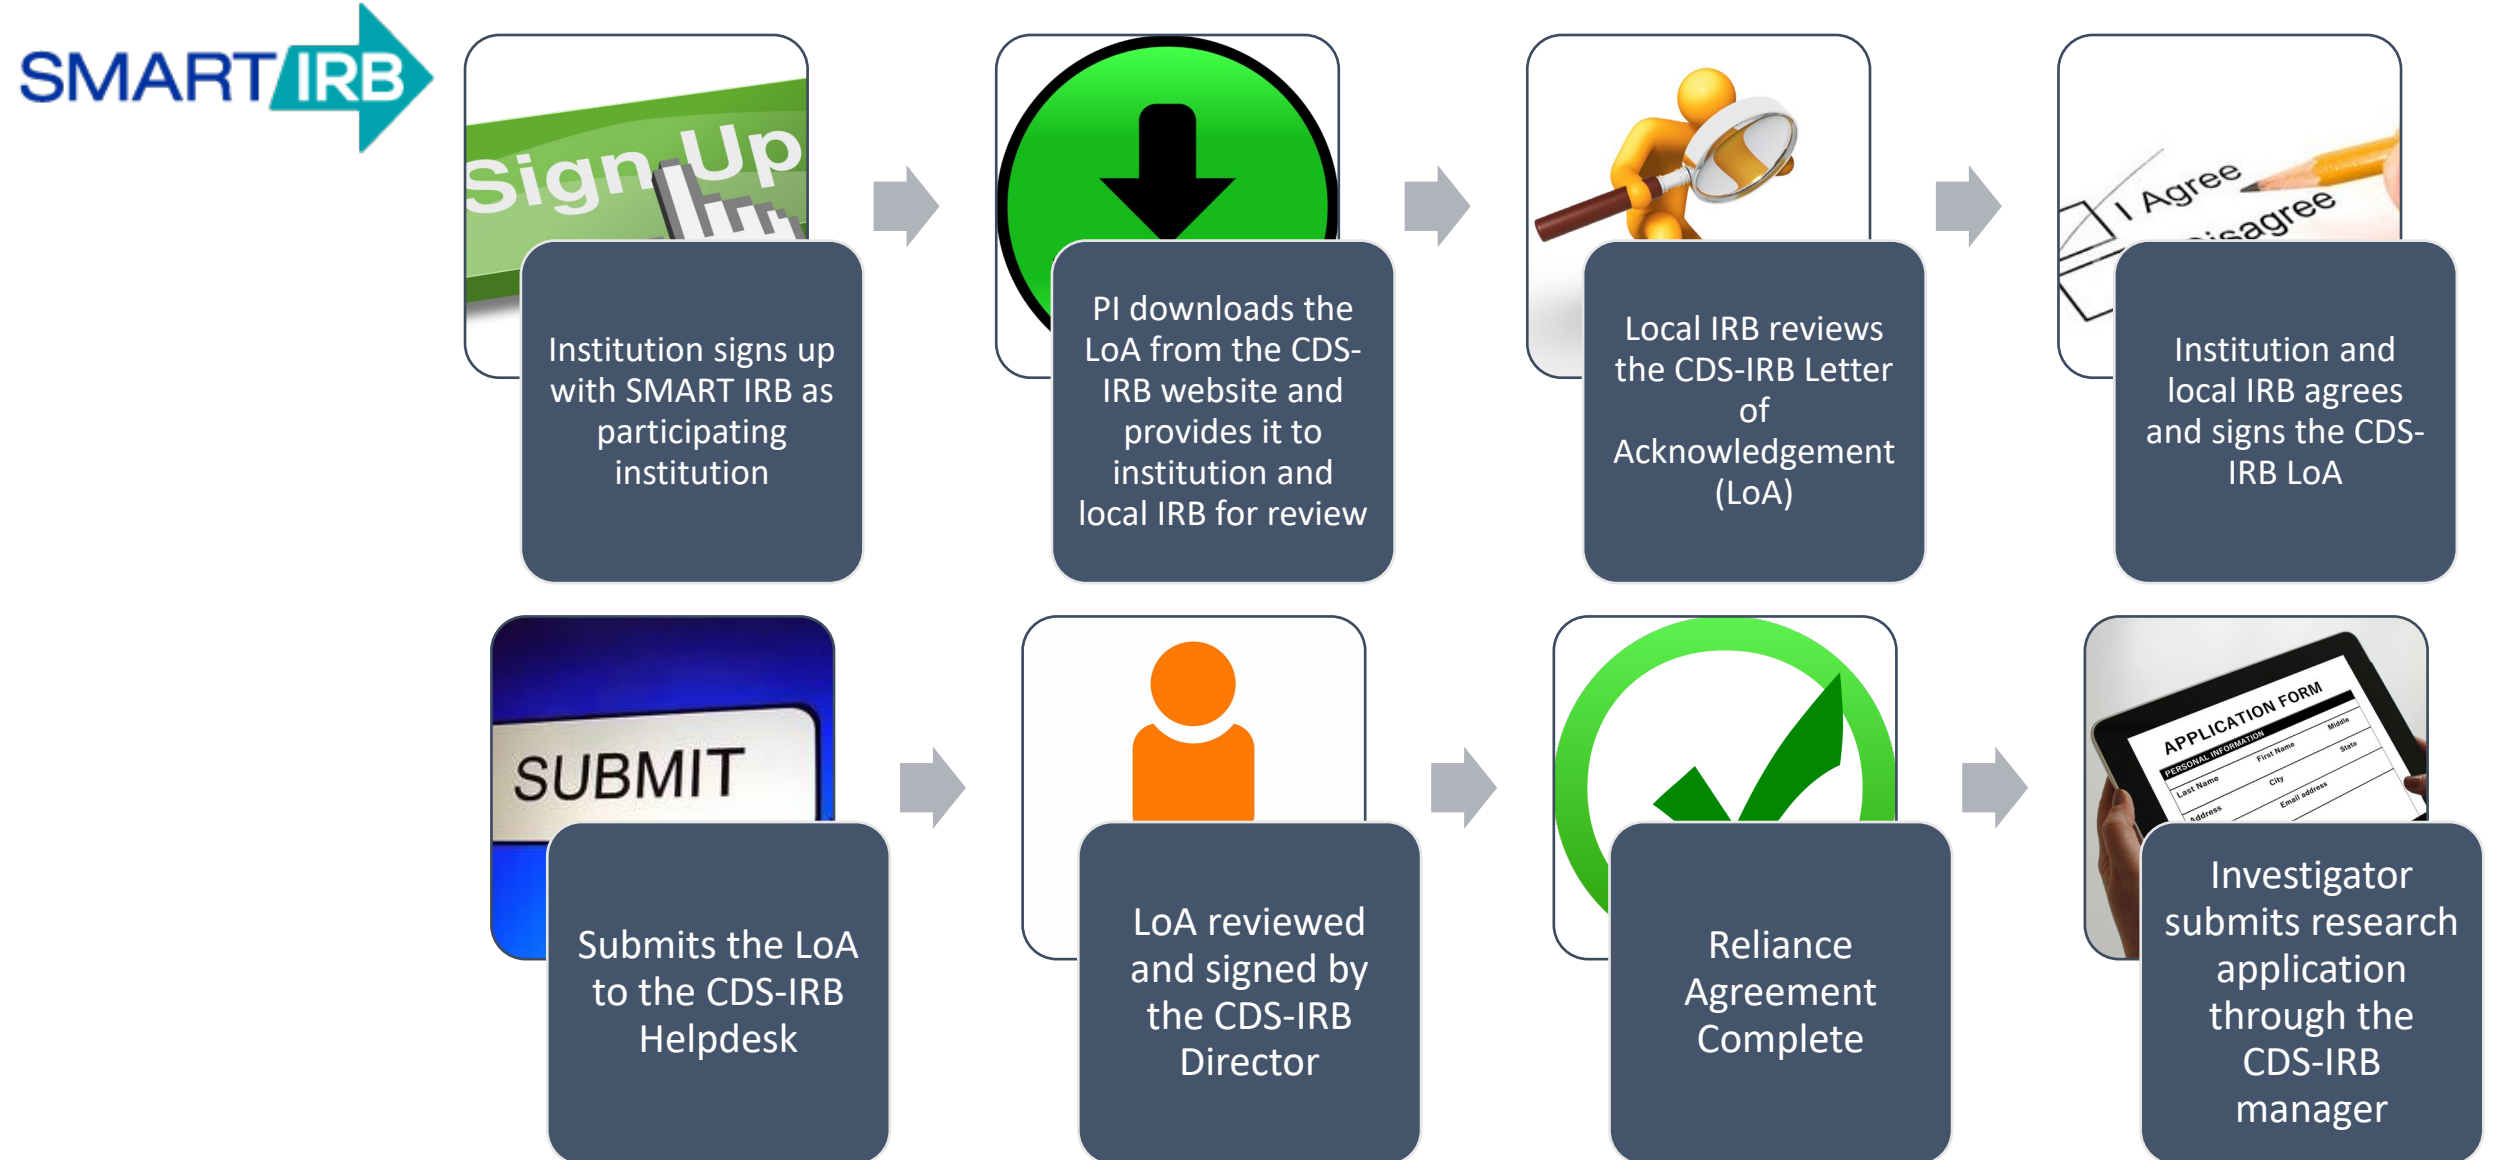 SMART IRB
Sign Up
Institution signs up
with SMART IRB as
participating
institution
PI downloads the
LoA from the CDS-
IRB website and
provides it to
institution and
local IRB for review
Local IRB reviews
the CDS-IRB Letter
of
Acknowledgement
(LoA)
I Agree
Disagree
Institution and
local IRB agrees
and signs the CDS-
IRB LoA
SUBMIT
Submits the LoA
to the CDS-IRB
Helpdesk
LoA reviewed
and signed by
the CDS-IRB
Director
Reliance
Agreement
Complete
APPLICATION FORM
PERSONAL INFORMATION
Last Name First Name Middle
Address City State
Email address
Investigator
submits research
application
through the
CDS-IRB
manager